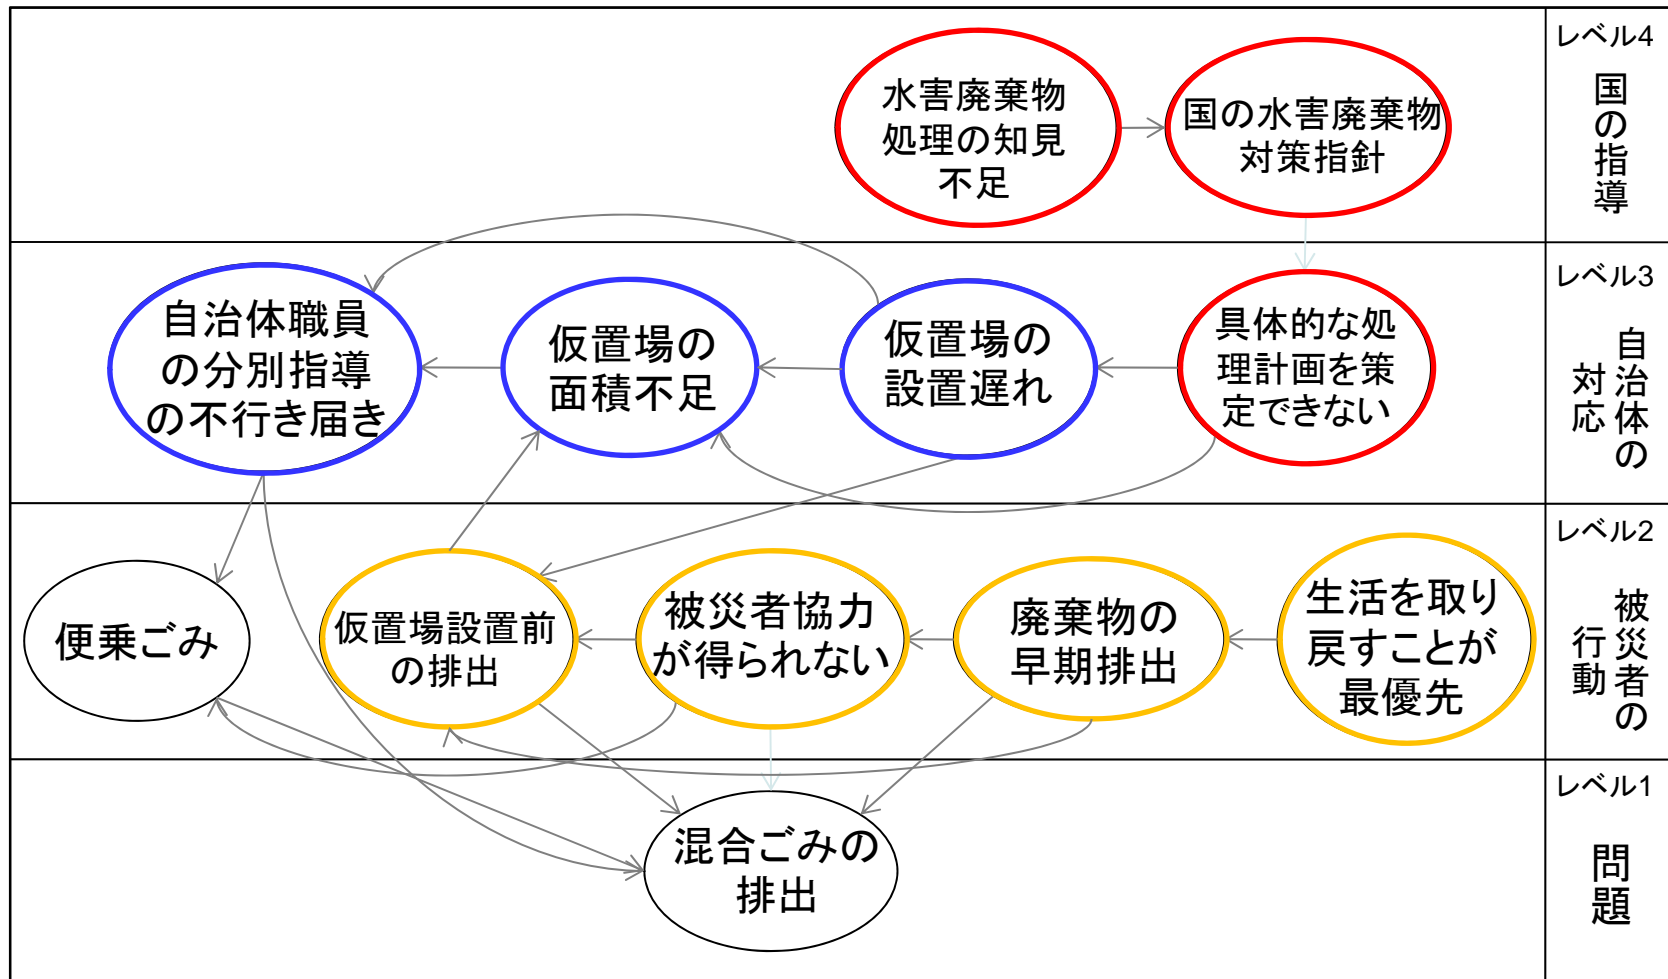 レベル4
国の指導
水害廃棄物
処理の知見
不足
国の水害廃棄物
対策指針
レベル3
自治体の
対応
自治体職員
の分別指導
の不行き届き
仮置場の
面積不足
仮置場の
設置遅れ
具体的な処
理計画を策
定できない
レベル2
被災者の
行動
便乗ごみ
仮置場設置前
の排出
被災者協力
が得られない
廃棄物の
早期排出
生活を取り
戻すことが
最優先
レベル1
問題
混合ごみの
排出